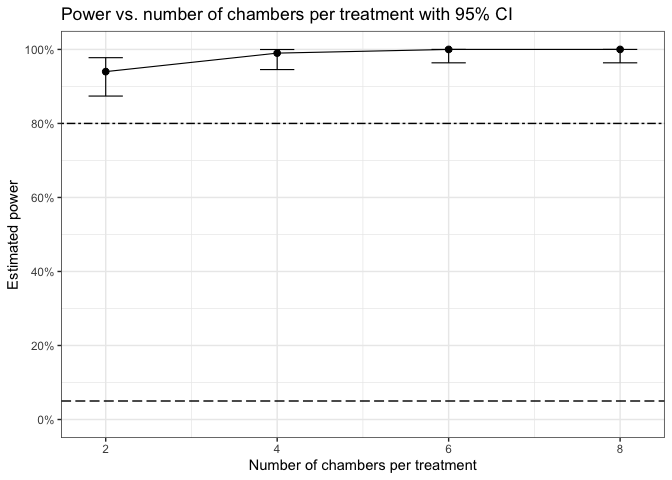 Power vs. number of chambers per treatment with 95% CI
100%
80%
60%
40%
20%
0%
Estimated power
2 4 6 8
Number of chambers per treatment